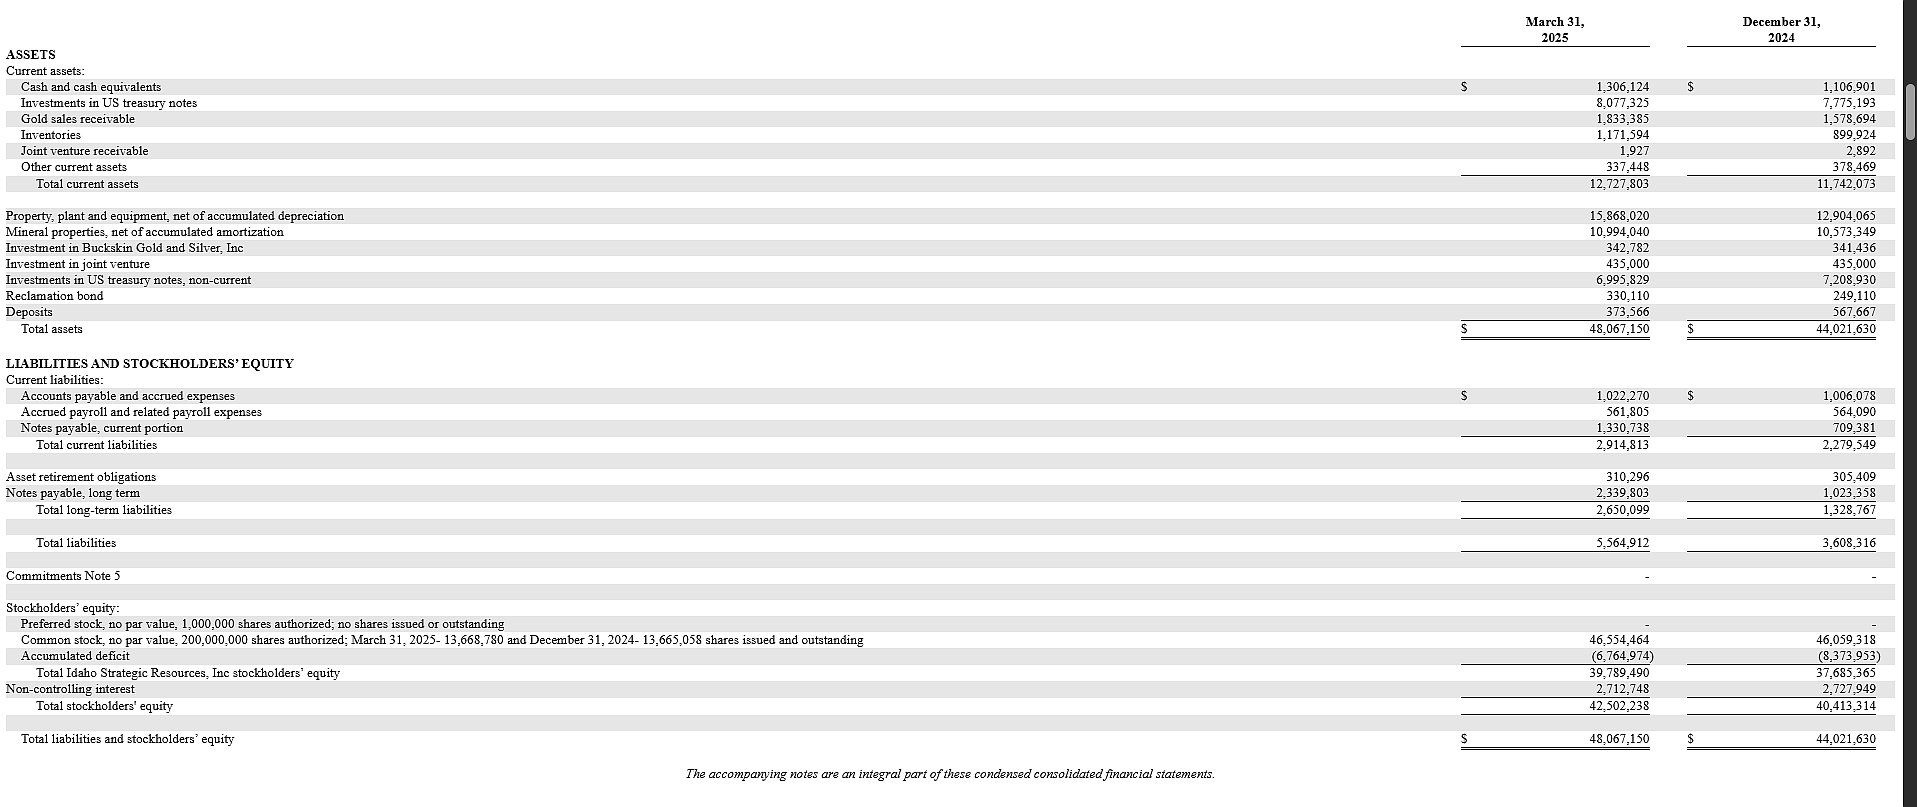 March 31, December 31,
2025 2024
ASSETS
Current assets:
Cash and cash equivalents $ 1,306,124 $ 1,106,901
Investments in US treasury notes 8,077,325 7,775,193
Gold sales receivable 1,833,385 1,578,694
Inventories 1,171,594 899,924
Joint venture receivable 1,927 2,892
Other current assets 337,448 378,469
Total current assets 12,727,803 11,742,073
Property, plant and equipment, net of accumulated depreciation 15,868,020 12,904,065
Mineral properties, net of accumulated amortization 10,994,040 10,573,349
Investment in Buckskin Gold and Silver, Inc 342,782 341,436
Investment in joint venture 435,000 435,000
Investments in US treasury notes, non-current 6,995,829 7,208,930
Reclamation bond 330,110 249,110
Deposits 373,566 567,667
Total assets $ 48,067,150 $ 44,021,630
LIABILITIES AND STOCKHOLDERS’ EQUITY
Current liabilities:
Accounts payable and accrued expenses $ 1,022,270 $ 1,006,078
Accrued payroll and related payroll expenses 561,805 564,090
Notes payable, current portion 1,330,738 709,381
Total current liabilities 2,914,813 2,279,549
Asset retirement obligations 310,296 305,409
Notes payable, long term 2,339,803 1,023,358
Total long-term liabilities 2,650,099 1,328,767
Total liabilities 5,564,912 3,608,316
Commitments Note 5 - -
Stockholders’ equity:
Preferred stock, no par value, 1,000,000 shares authorized; no shares issued or outstanding - -
Common stock, no par value, 200,000,000 shares authorized; March 31, 2025- 13,668,780 and December 31, 2024- 13,665,058 shares issued and outstanding 46,554,464 46,059,318
Accumulated deficit (6,764,974) (8,373,953)
Total Idaho Strategic Resources, Inc stockholders’ equity 39,789,490 37,685,365
Non-controlling interest 2,712,748 2,727,949
Total stockholders' equity 42,502,238 40,413,314
Total liabilities and stockholders’ equity $ 48,067,150 $ 44,021,630
The accompanying notes are an integral part of these condensed consolidated financial statements.